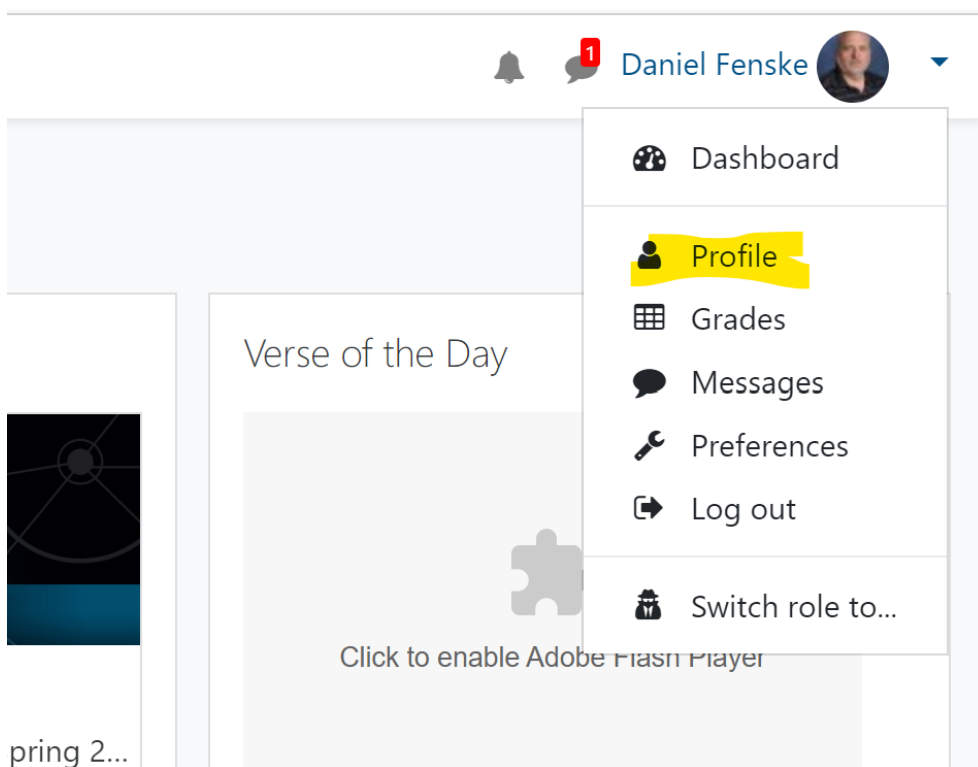 1
Daniel Fenske
Dashboard
Profile
Grades
Messages
Preferences
Log out
Switch role to...
Verse of the Day
Click to enable Adobe Flash Player
pring 2...